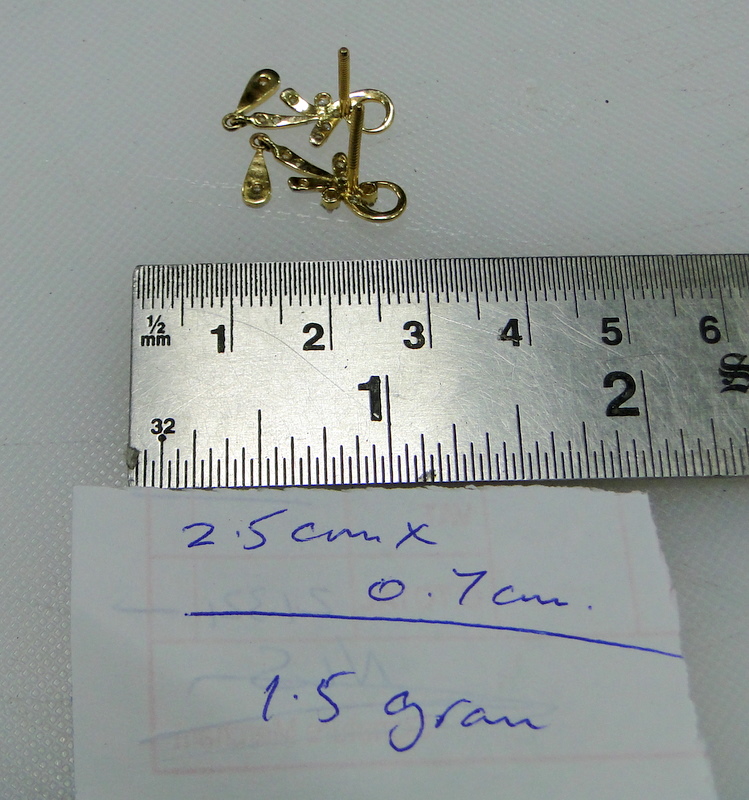 ½ mm 1 2 3 4 5 6
1 2
32
2.5 cm x
0.7 cm.
1.5 gram